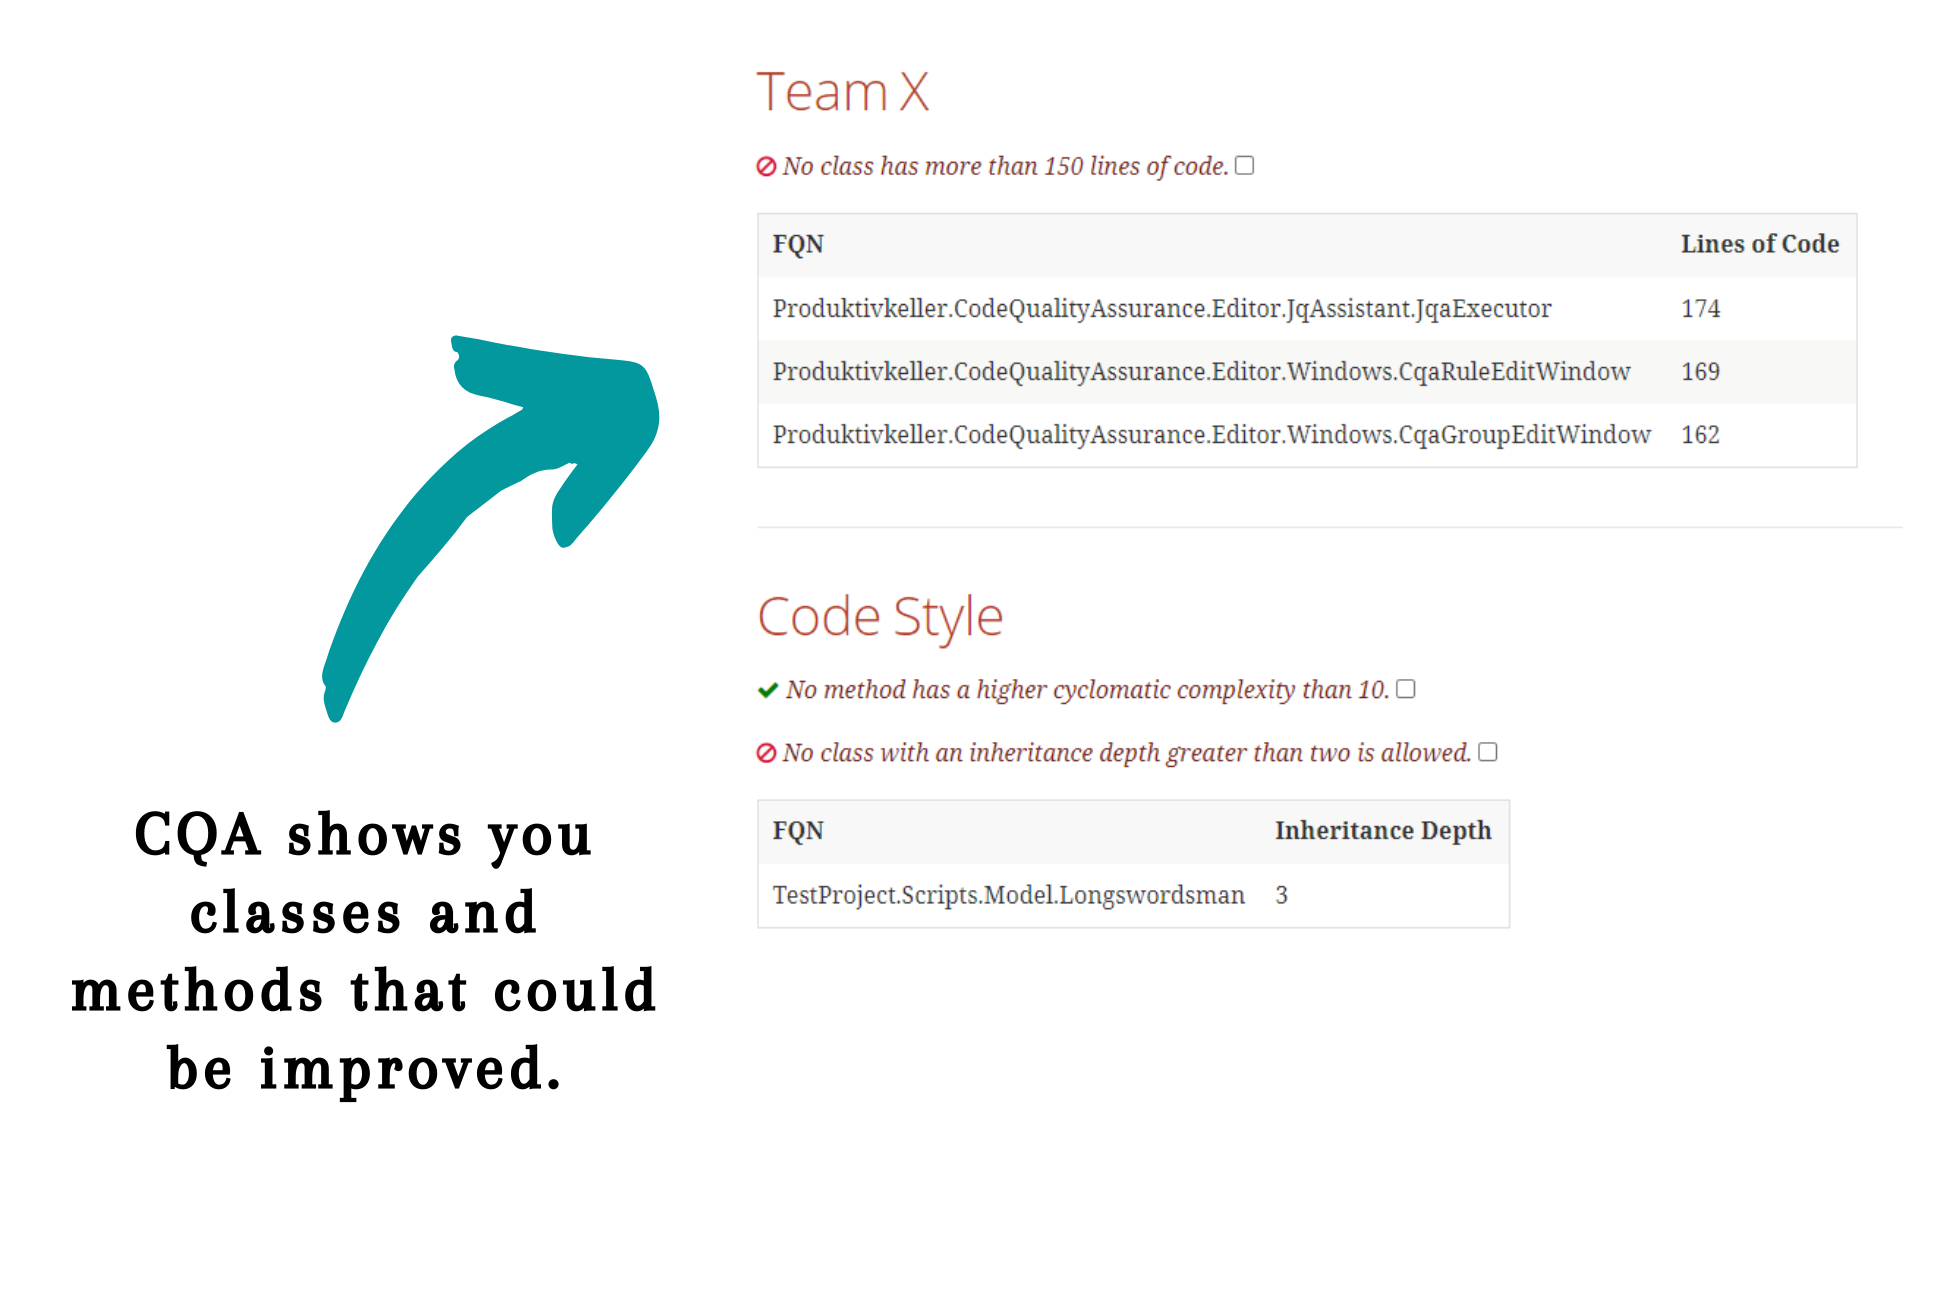 Team X
No class has more than 150 lines of code.
FQN Lines of Code
Produktivkeller.CodeQualityAssurance.Editor.JqAssistant.JqaExecutor 174
Produktivkeller.CodeQualityAssurance.Editor.Windows.CqaRuleEditWindow 169
Produktivkeller.CodeQualityAssurance.Editor.Windows.CqaGroupEditWindow 162
Code Style
No method has a higher cyclomatic complexity than 10.
No class with an inheritance depth greater than two is allowed.
FQN Inheritance Depth
TestProject.Scripts.Model.Longswordsman 3
CQA shows you
classes and
methods that could
be improved.